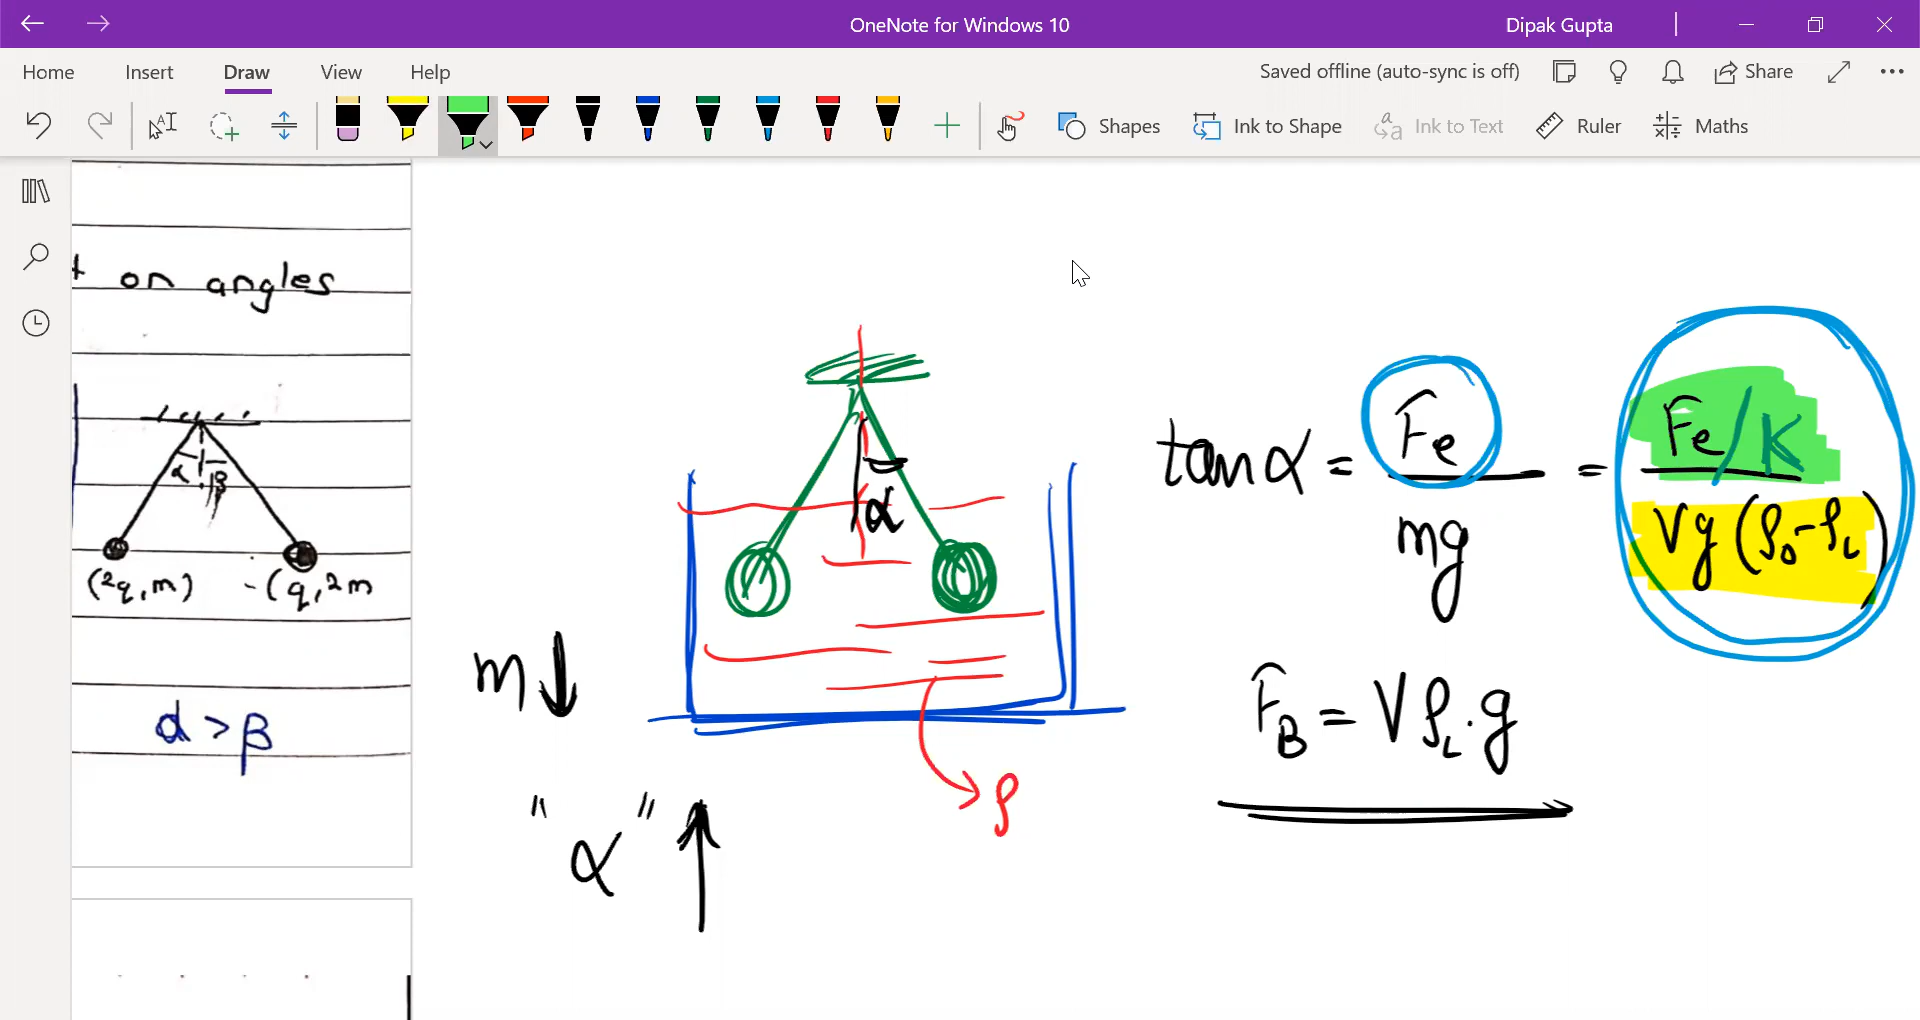 OneNote for Windows 10
Dipak Gupta
Home Insert Draw View Help
Saved offline (auto-sync is off) Share
Shapes Ink to Shape Ink to Text Ruler Maths
on angles
α β
(2q, m) -(q, 2m
α > β
m↓
"α" ↑
α
ρ
tan α = Fe / mg = Fe/K / Vg(ρ₀-ρL)
FB = VρL.g